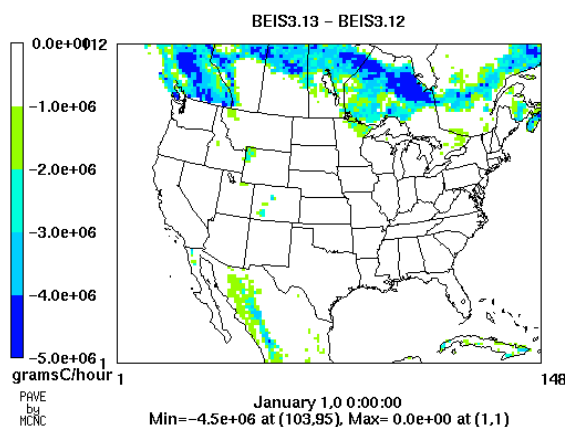 BEIS3.13 – BEIS3.12
0.0e+00
112
-1.0e+06
-2.0e+06
-3.0e+06
-4.0e+06
-5.0e+06
1
gramsC/hour
1
148
PAVE
by
MCNC
January 1,0 0:00:00
Min=-4.5e+06 at (103,95), Max= 0.0e+00 at (1,1)